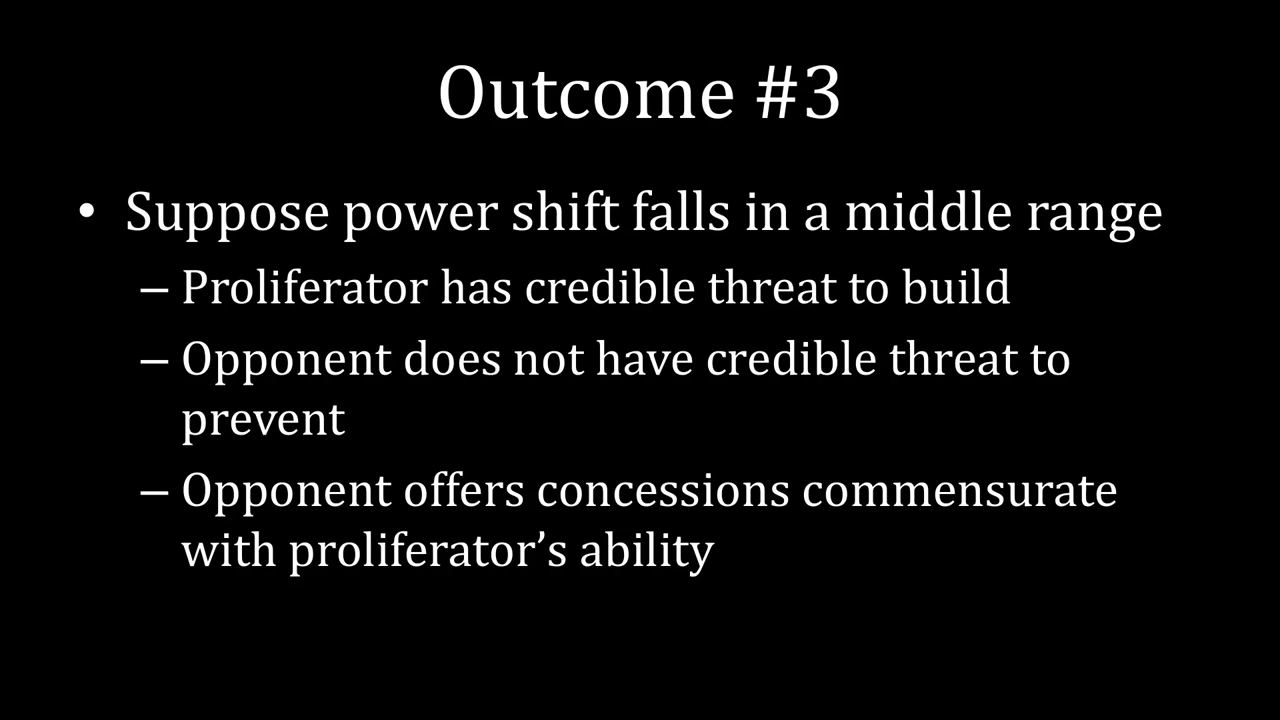 Outcome #3
• Suppose power shift falls in a middle range
– Proliferator has credible threat to build
– Opponent does not have credible threat to
prevent
– Opponent offers concessions commensurate
with proliferator’s ability